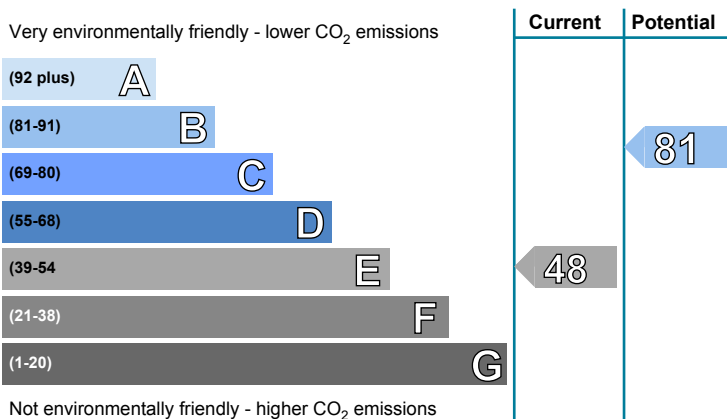 Current Potential
Very environmentally friendly - lower CO2 emissions
(92 plus) A
(81-91) B
81
(69-80) C
(55-68) D
(39-54 E
48
(21-38) F
(1-20) G
Not environmentally friendly - higher CO2 emissions